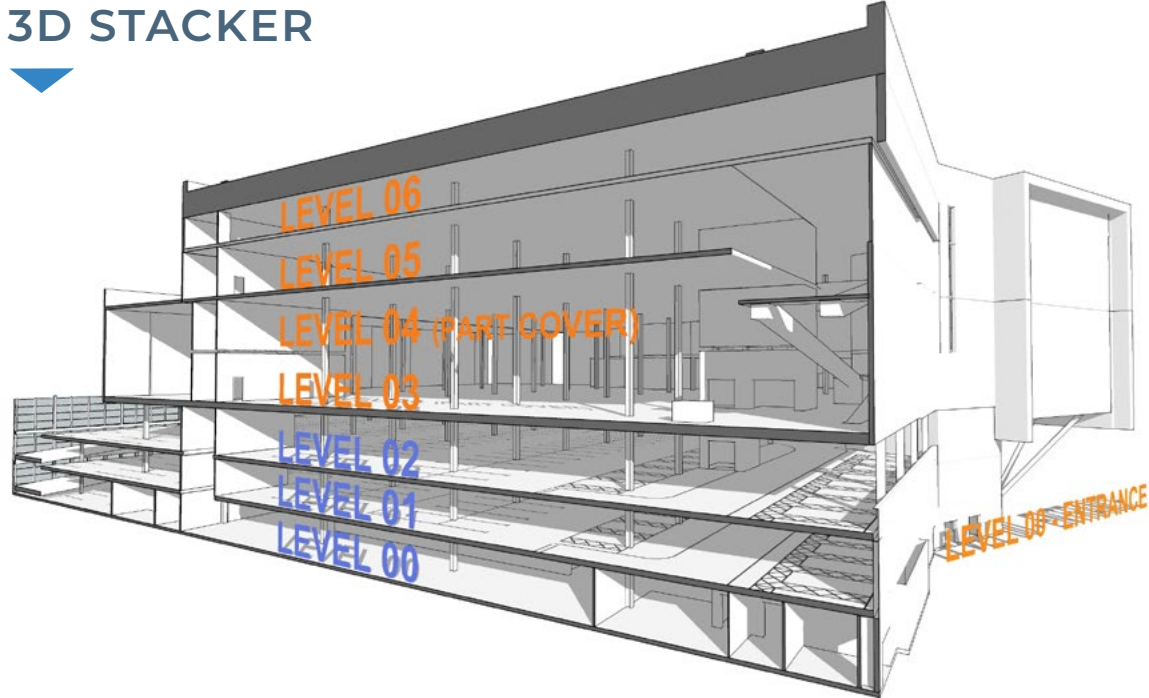 3D STACKER
LEVEL 06
LEVEL 05
LEVEL 04 (PART COVER)
LEVEL 03
LEVEL 02
LEVEL 01
LEVEL 00
LEVEL 00 - ENTRANCE